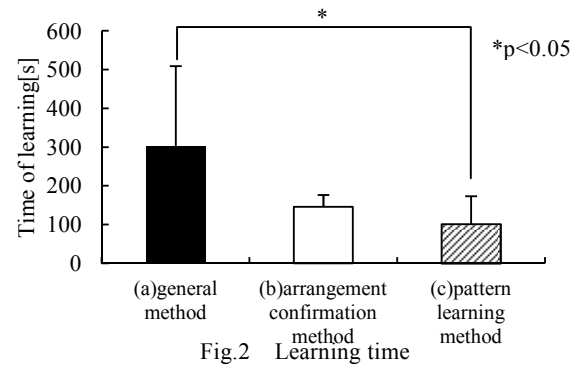 *
*p<0.05
Time of learning[s]
600
500
400
300
200
100
0
(a)general
method
(b)arrangement
confirmation
method
(c)pattern
learning
method
Fig.2 Learning time